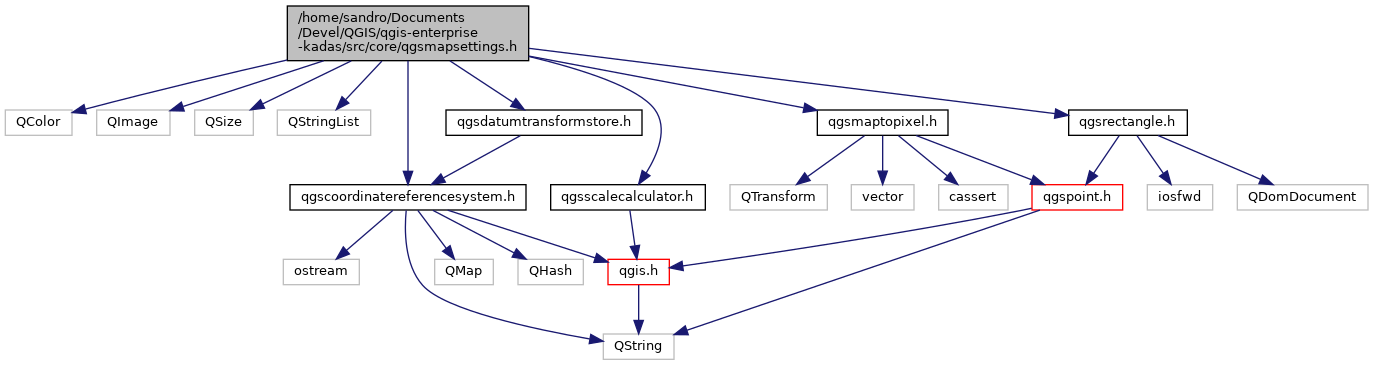 /home/sandro/Documents
/Devel/QGIS/qgis-enterprise
-kadas/src/core/qgsmapsettings.h
QColor
QImage
QSize
QStringList
qgsdatumtransformstore.h
qgsmaptopixel.h
qgsrectangle.h
qgscoordinatereferencesystem.h
qgsscalecalculator.h
QTransform
vector
cassert
qgspoint.h
iosfwd
QDomDocument
ostream
QMap
QHash
qgis.h
QString